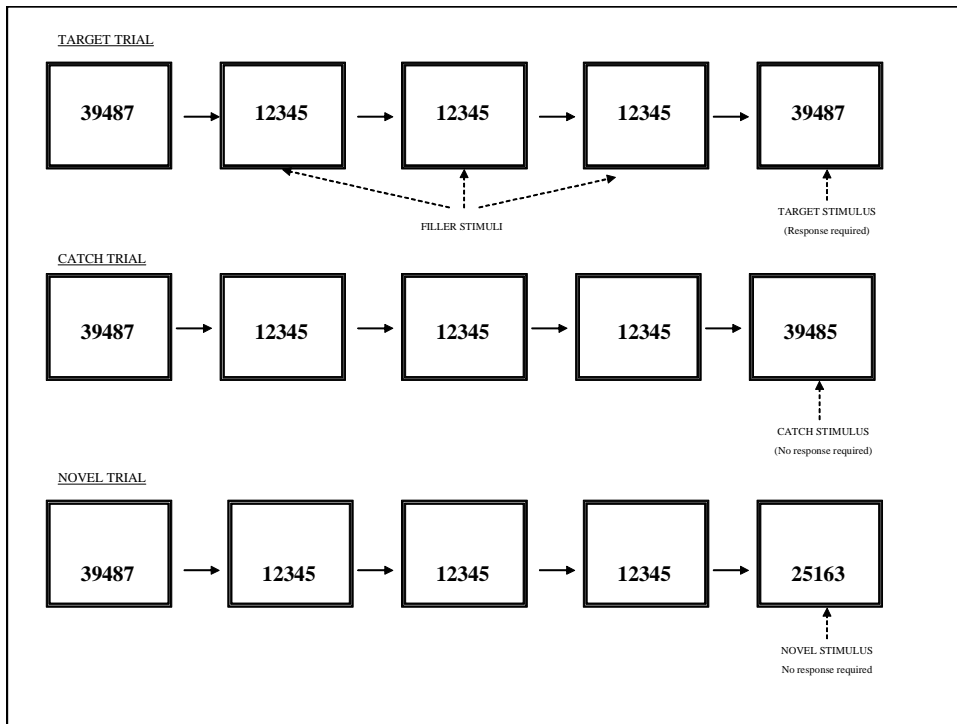 TARGET TRIAL
39487 12345 12345 12345 39487
FILLER STIMULI
TARGET STIMULUS
(Response required)
CATCH TRIAL
39487 12345 12345 12345 39485
CATCH STIMULUS
(No response required)
NOVEL TRIAL
39487 12345 12345 12345 25163
NOVEL STIMULUS
No response required